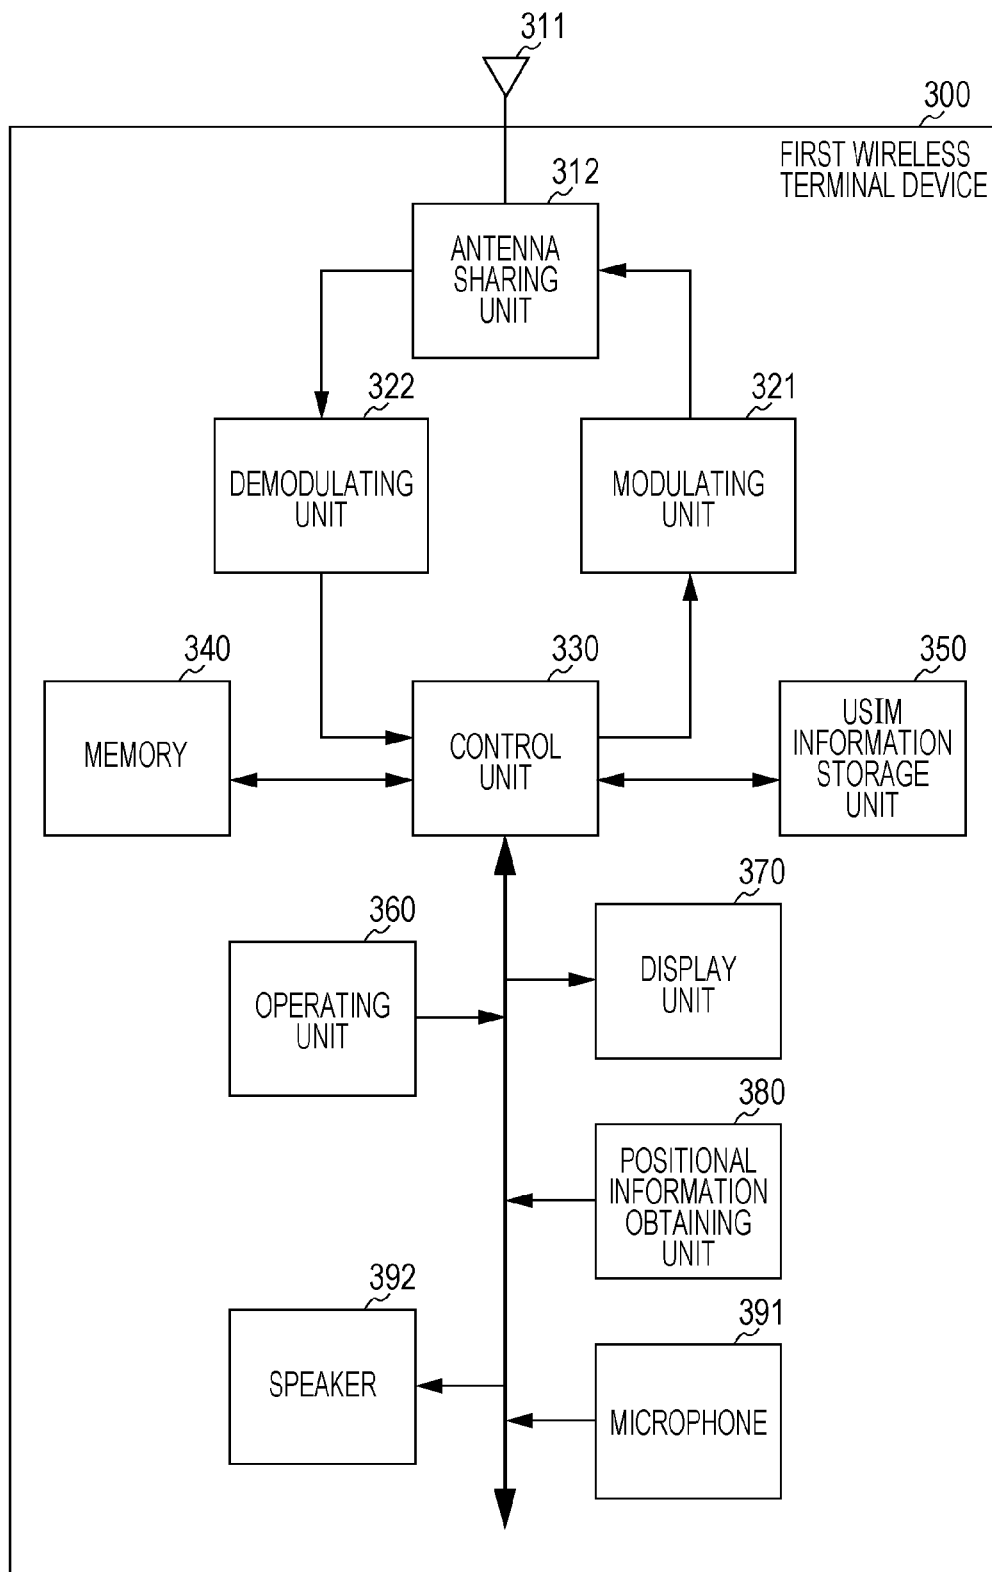 311
300
FIRST WIRELESS
TERMINAL DEVICE
312
ANTENNA
SHARING
UNIT
322
DEMODULATING
UNIT
321
MODULATING
UNIT
340
MEMORY
330
CONTROL
UNIT
350
USIM
INFORMATION
STORAGE
UNIT
360
OPERATING
UNIT
370
DISPLAY
UNIT
380
POSITIONAL
INFORMATION
OBTAINING
UNIT
392
SPEAKER
391
MICROPHONE